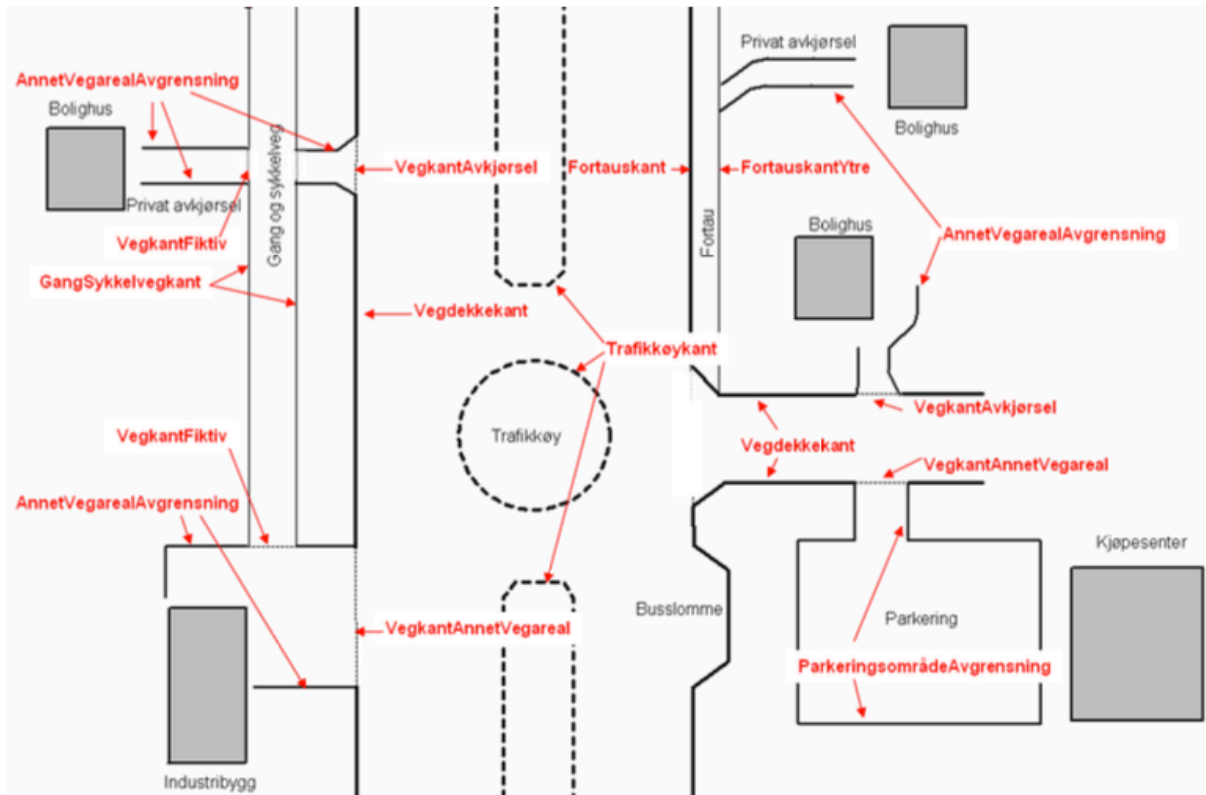 Privat avkjørsel
AnnetVegarealAvgrensning
Bolighus
Bolighus
Gang og sykkelveg
VegkantAvkjørsel
Fortauskant
FortauskantYtre
Privat avkjørsel
Fortau
Bolighus
AnnetVegarealAvgrensning
VegkantFiktiv
GangSykkelvegkant
Vegdekkekant
Trafikkøykant
VegkantAvkjørsel
VegkantFiktiv
Trafikkøy
Vegdekkekant
VegkantAnnetVegareal
AnnetVegarealAvgrensning
Kjøpesenter
Busslomme
Parkering
VegkantAnnetVegareal
ParkeringsområdeAvgrensning
Industribygg